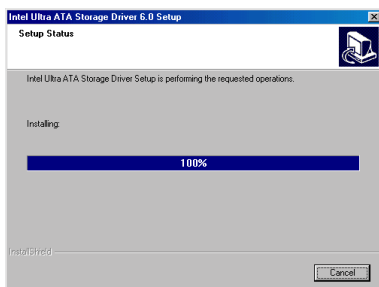 Intel Ultra ATA Storage Driver 6.0 Setup
Setup Status
Intel Ultra ATA Storage Driver Setup is performing the requested operations.
Installing:
100%
InstallShield
Cancel